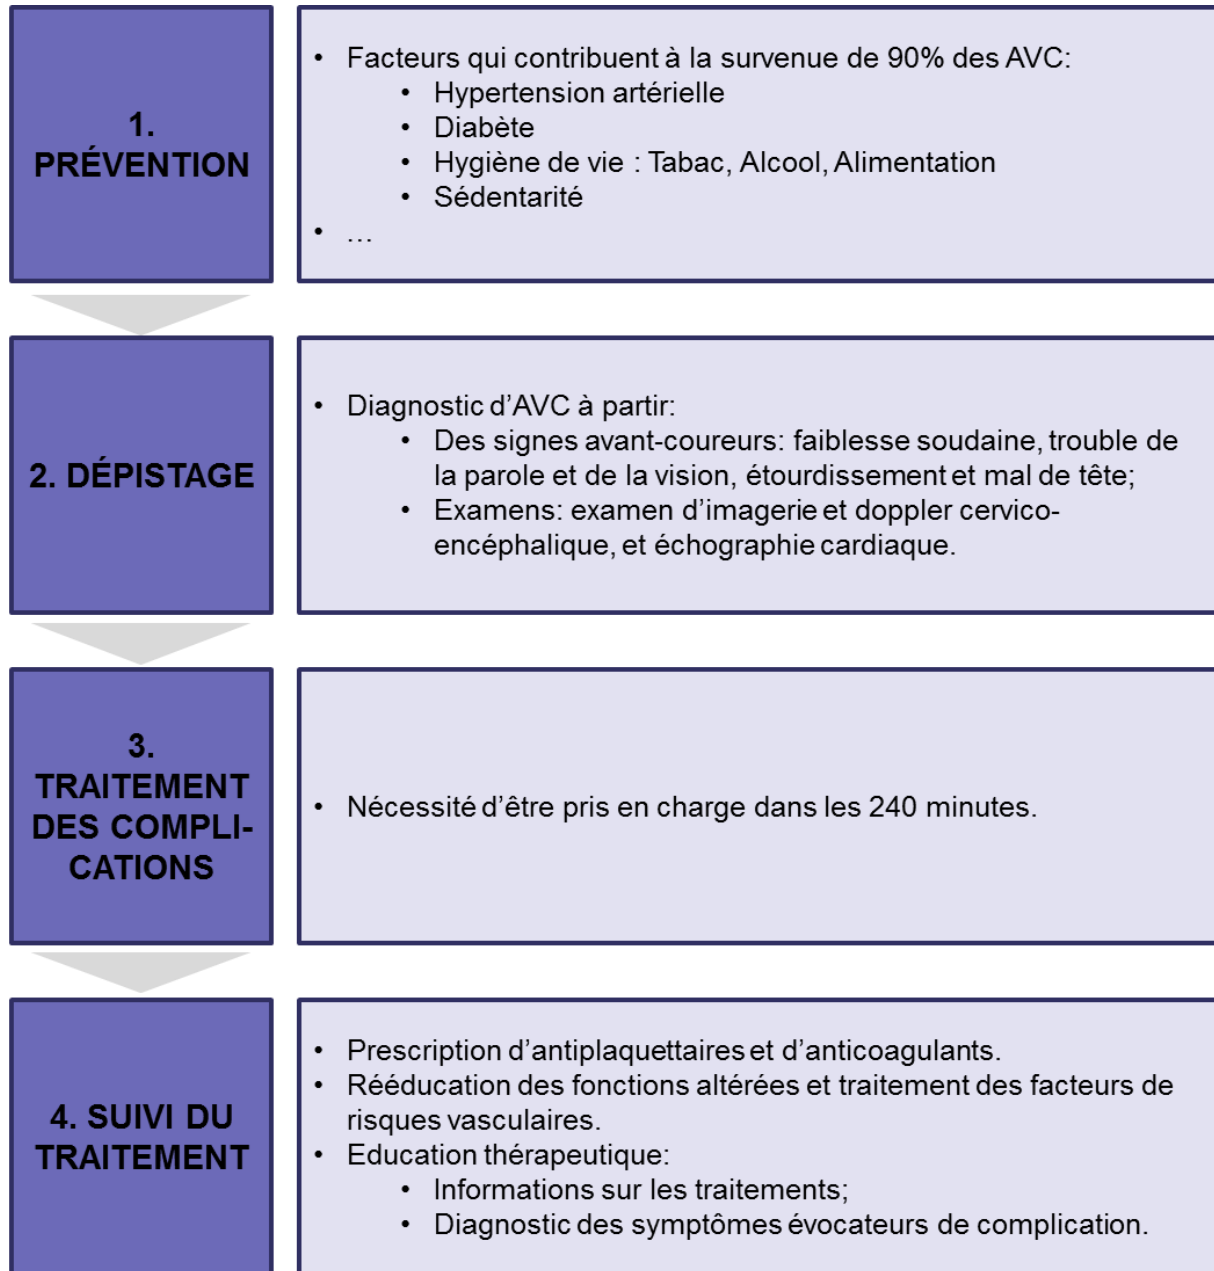 1.
PRÉVENTION
• Facteurs qui contribuent à la survenue de 90% des AVC:
• Hypertension artérielle
• Diabète
• Hygiène de vie : Tabac, Alcool, Alimentation
• Sédentarité
• …
2. DÉPISTAGE
• Diagnostic d’AVC à partir:
• Des signes avant-coureurs: faiblesse soudaine, trouble de
la parole et de la vision, étourdissement et mal de tête;
• Examens: examen d’imagerie et doppler cervico-
encéphalique, et échographie cardiaque.
3.
TRAITEMENT
DES COMPLI-
CATIONS
• Nécessité d’être pris en charge dans les 240 minutes.
4. SUIVI DU
TRAITEMENT
• Prescription d’antiplaquettaires et d’anticoagulants.
• Rééducation des fonctions altérées et traitement des facteurs de
risques vasculaires.
• Education thérapeutique:
• Informations sur les traitements;
• Diagnostic des symptômes évocateurs de complication.